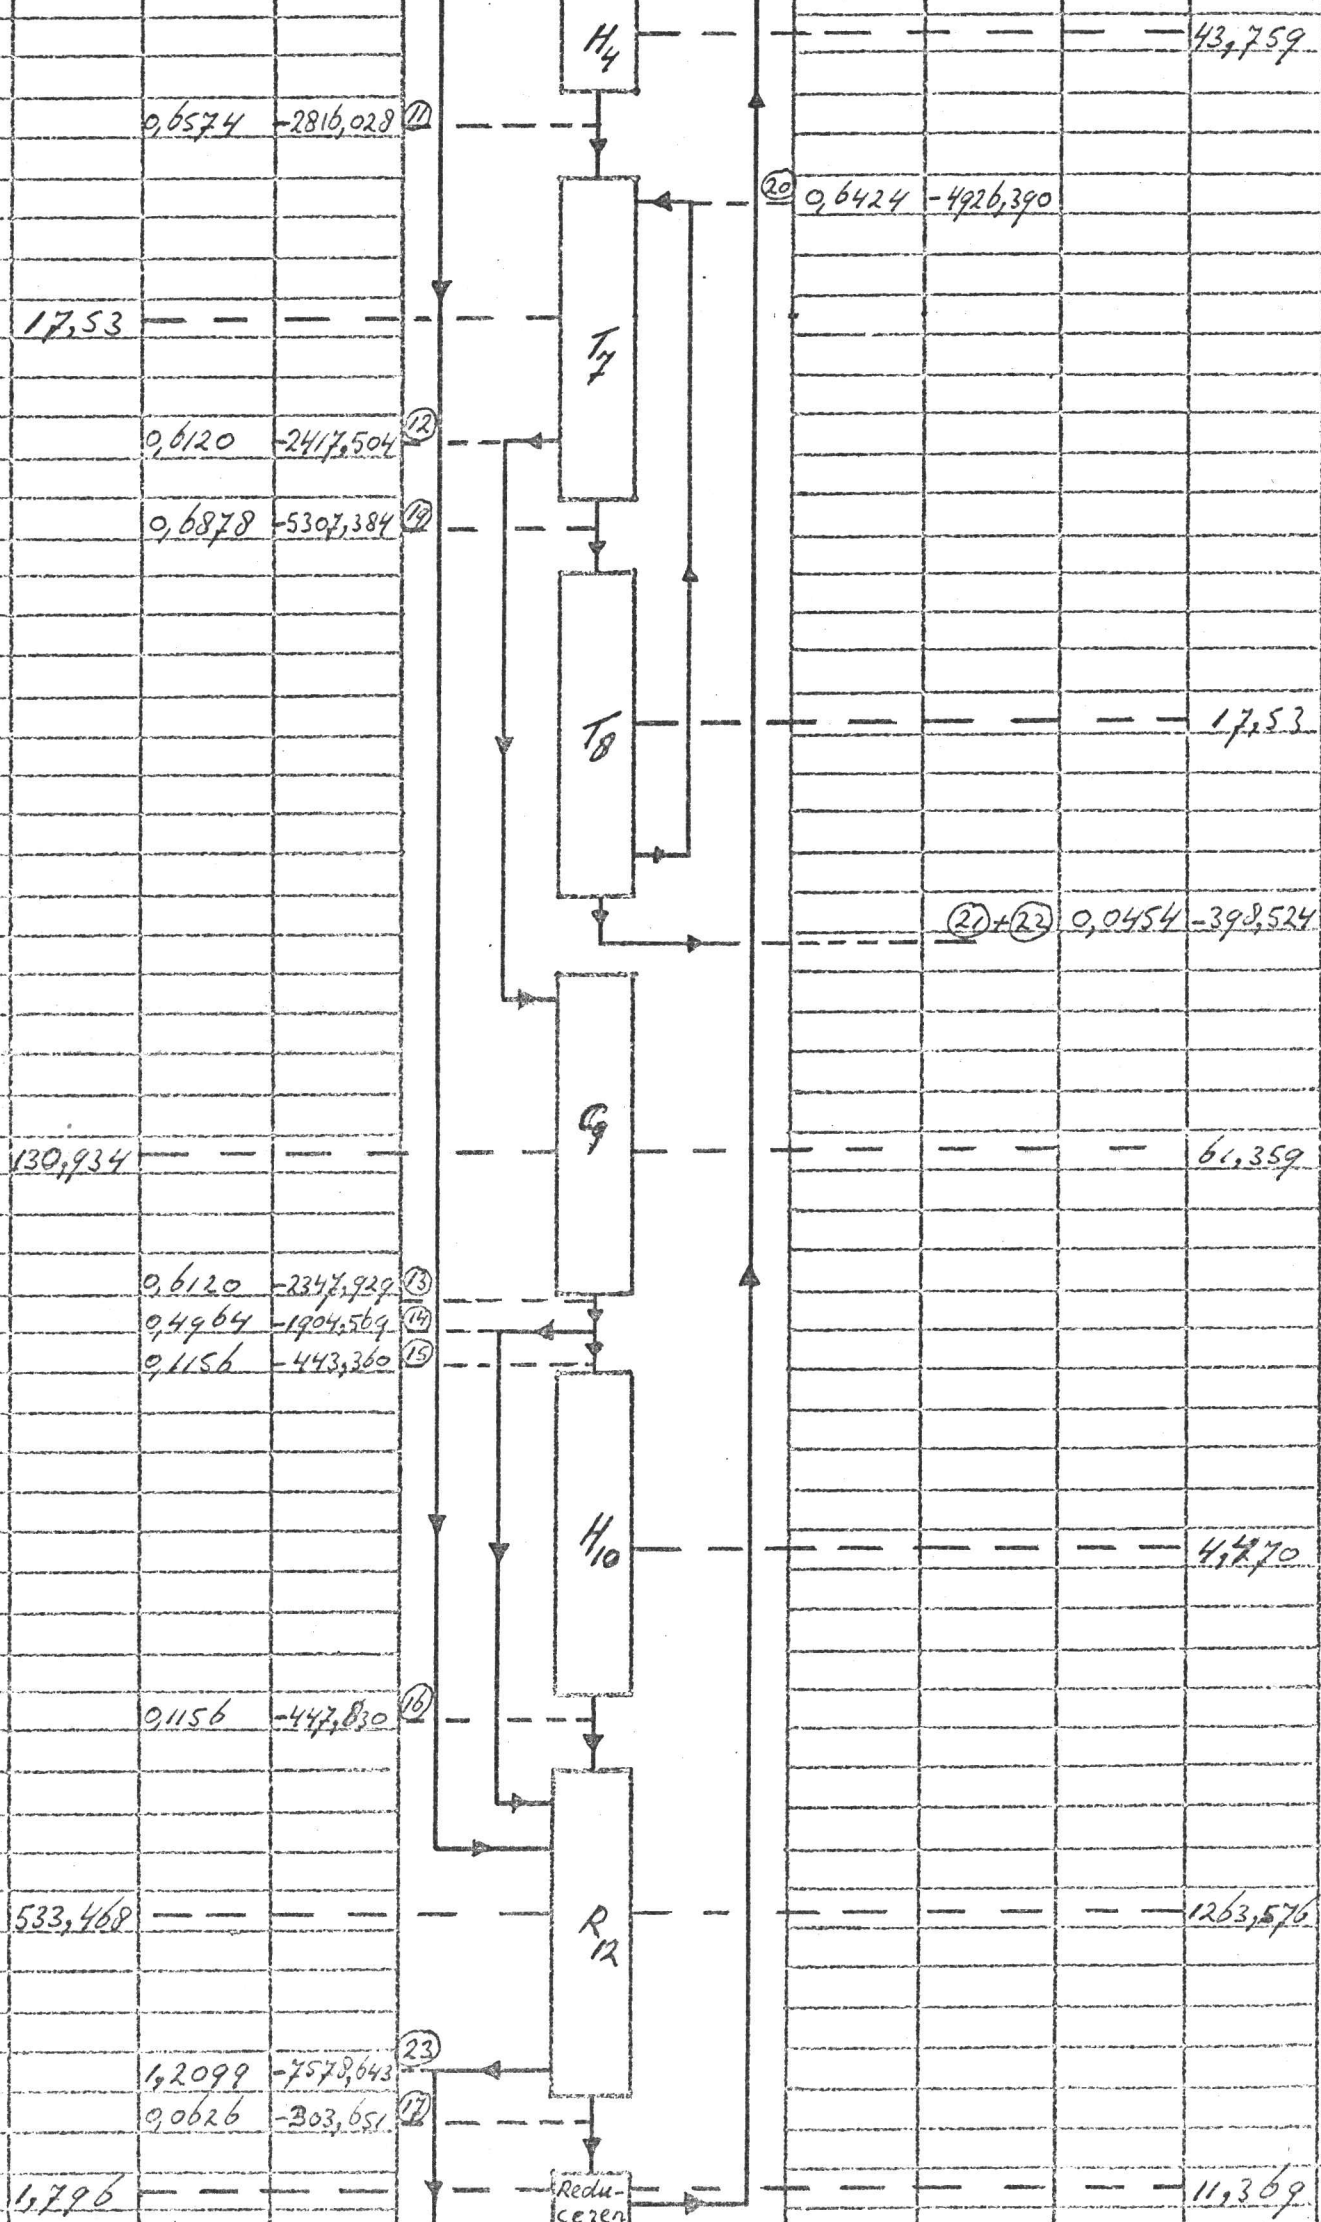 H4 43,759
0,6574 -2816,028 11
20 0,6424 -4926,390
17,53 T7
0,6120 -2417,504 12
0,6878 -5307,384 19
T8 17,53
21+22 0,0454 -398,524
130,934 C9 61,359
0,6120 -2347,929 13
0,4964 -1904,569 14
0,1156 -443,360 15
H10 4,470
0,1156 -447,830 16
533,468 R12 1263,576
1,2099 -7578,643 23
0,0626 -303,651 17
1,796 Redu- 11,369
ceren